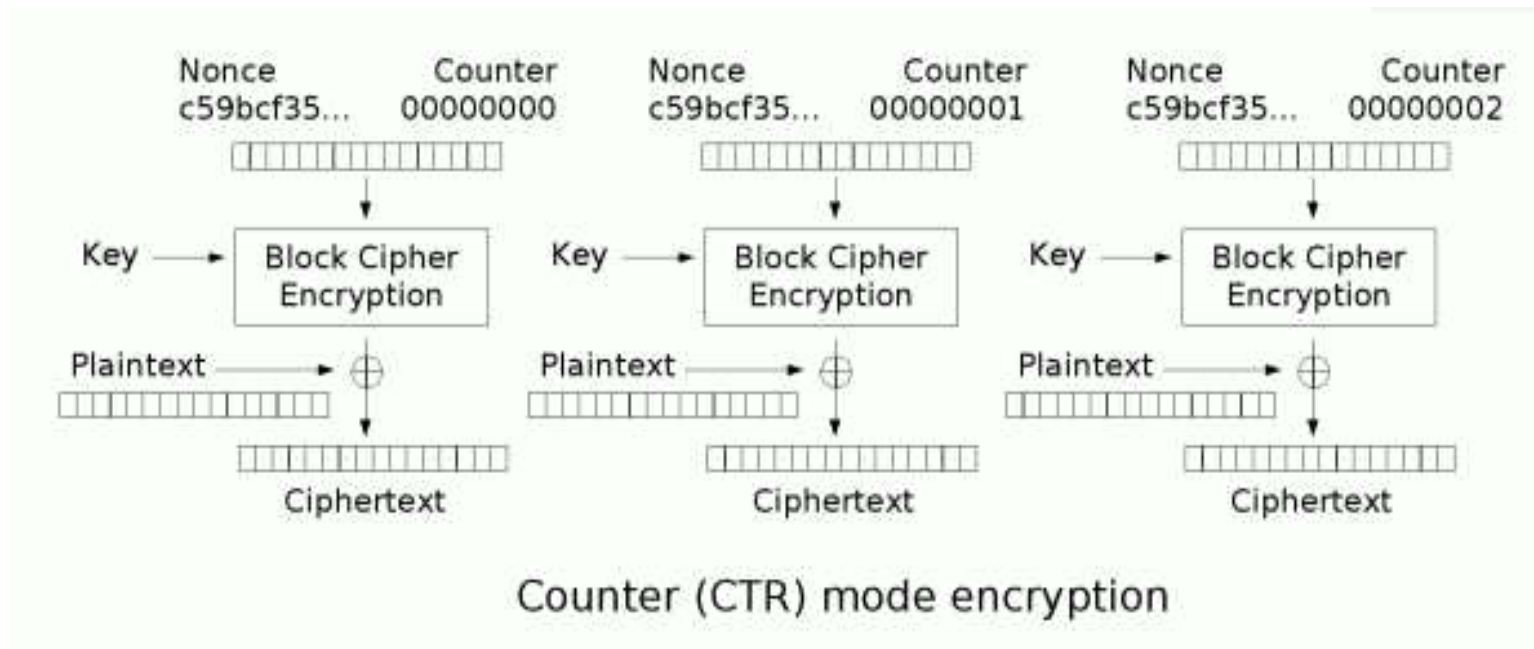 Nonce Counter Nonce Counter Nonce Counter
c59bcf35... 00000000 c59bcf35... 00000001 c59bcf35... 00000002
Key Block Cipher Encryption Key Block Cipher Encryption Key Block Cipher Encryption
Plaintext Plaintext Plaintext
Ciphertext Ciphertext Ciphertext
Counter (CTR) mode encryption